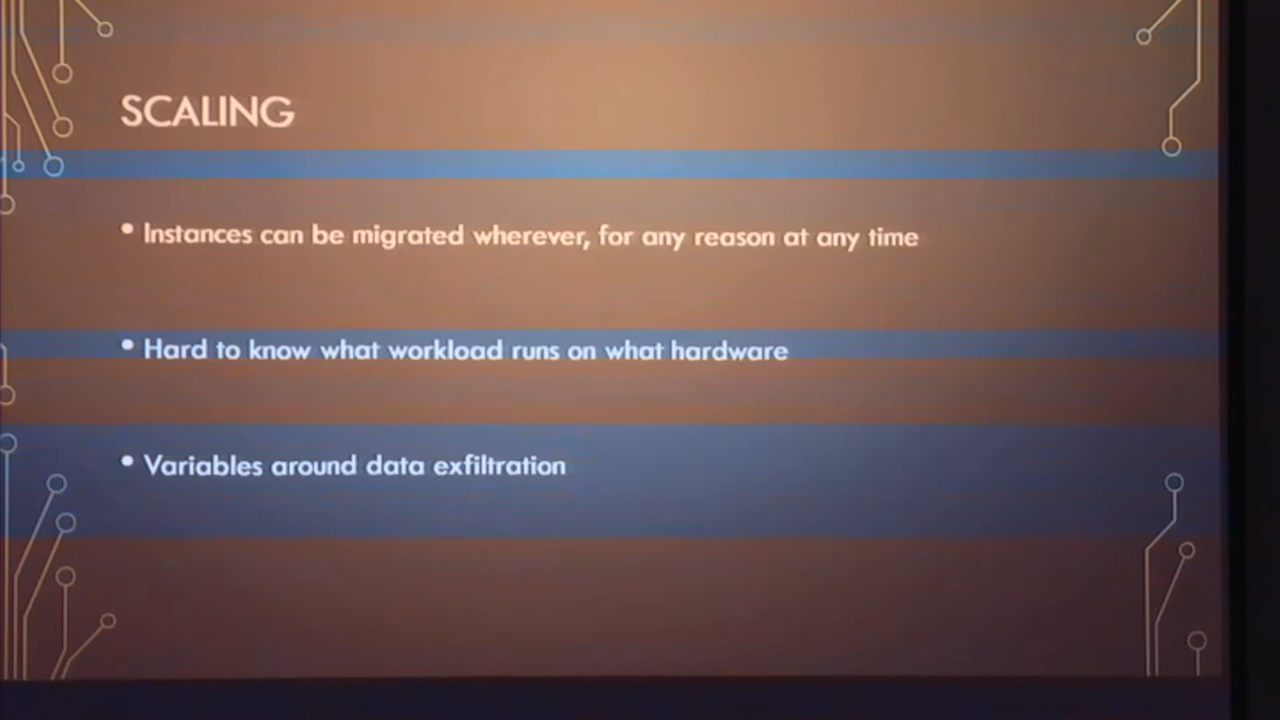 SCALING
• Instances can be migrated wherever, for any reason at any time
• Hard to know what workload runs on what hardware
• Variables around data exfiltration